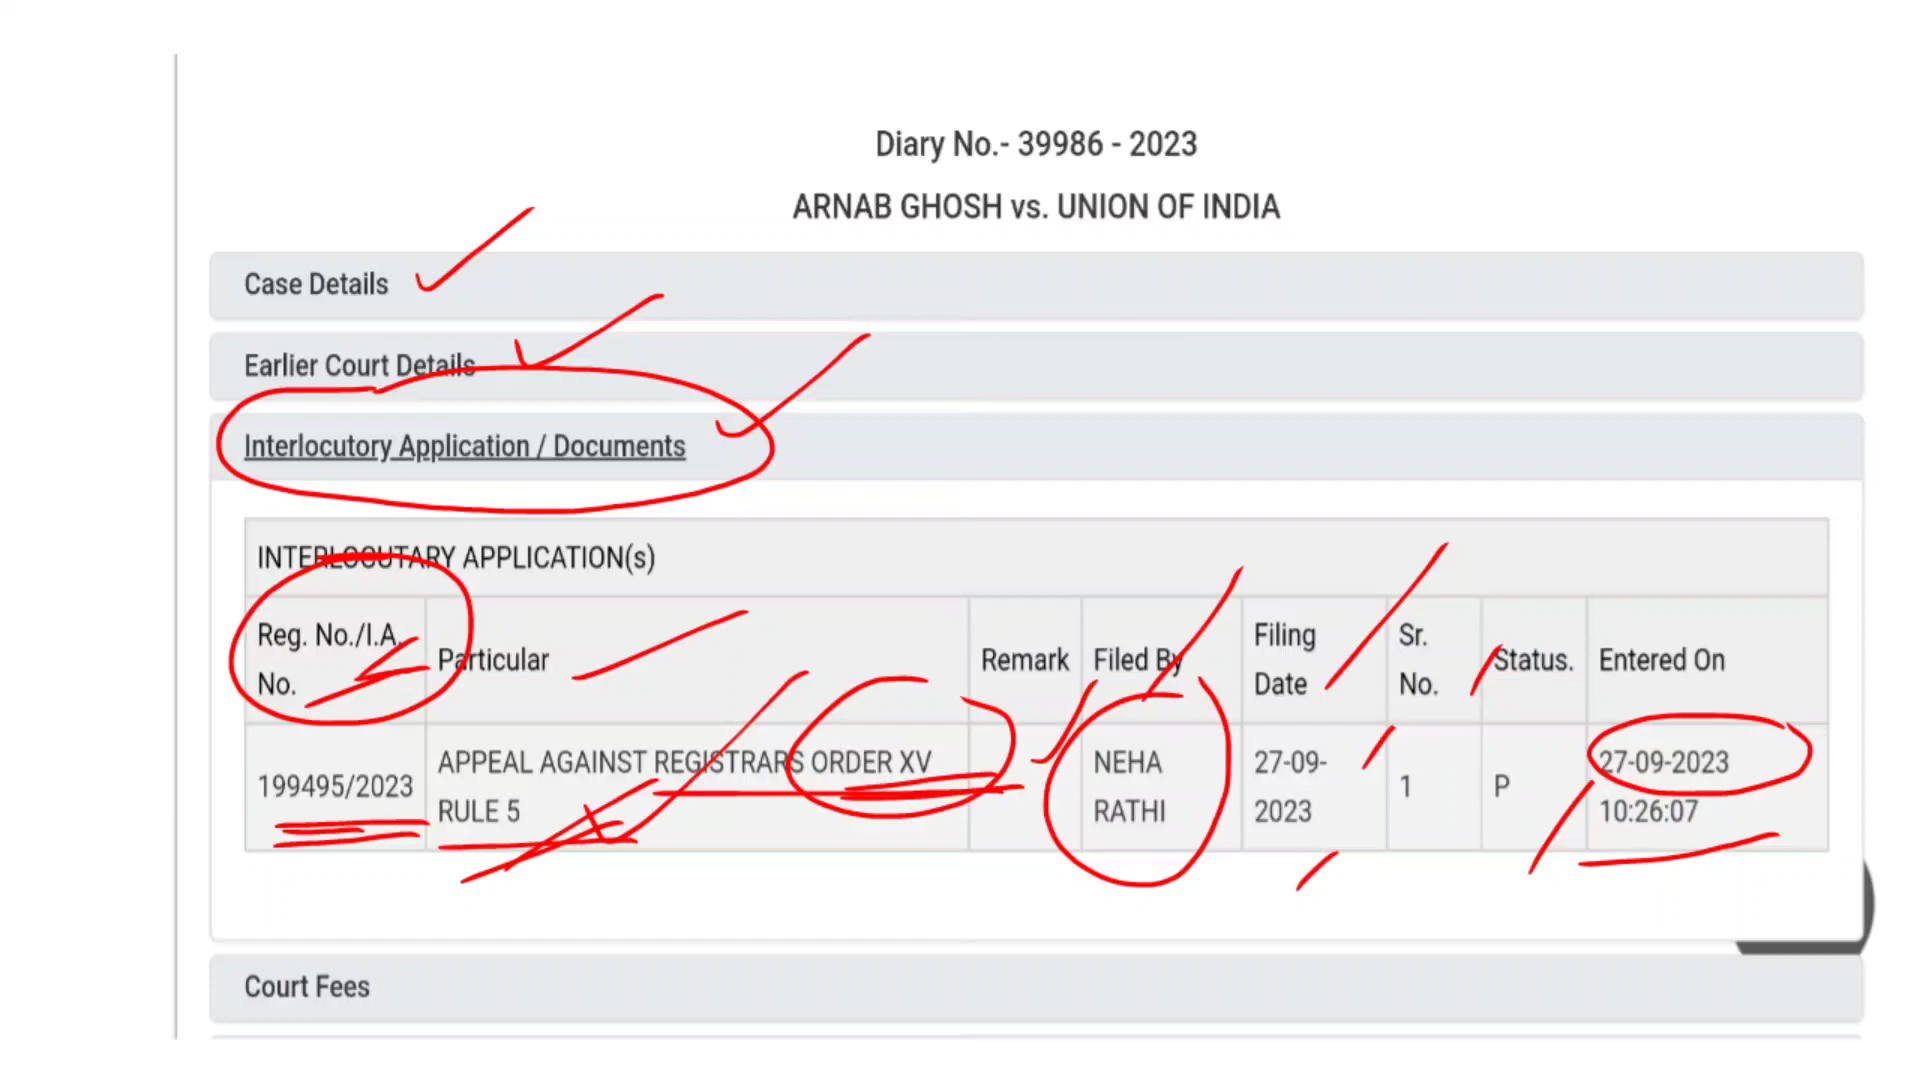 Diary No.- 39986 - 2023
ARNAB GHOSH vs. UNION OF INDIA
Case Details
Earlier Court Details
Interlocutory Application / Documents
INTERLOCUTARY APPLICATION(s)
Reg. No./I.A.
No.
Particular
Remark
Filed By
Filing
Date
Sr.
No.
Status.
Entered On
199495/2023
APPEAL AGAINST REGISTRARS ORDER XV
RULE 5
NEHA
RATHI
27-09-
2023
1
P
27-09-2023
10:26:07
Court Fees